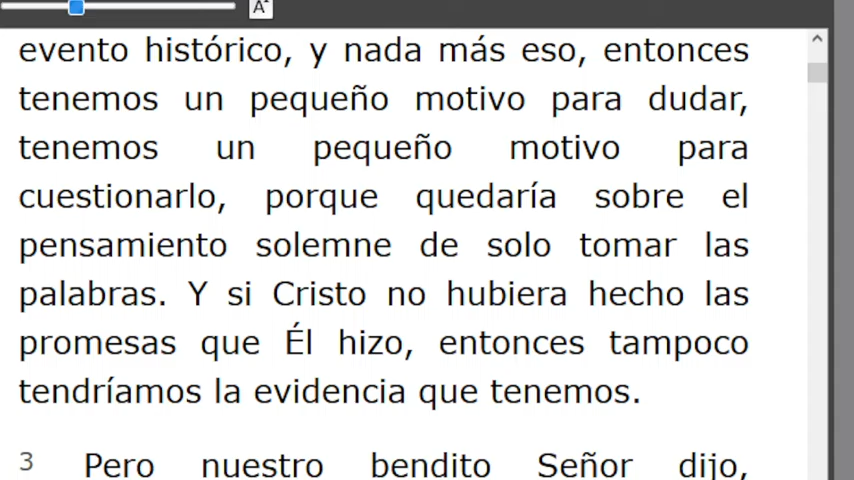 A
evento histórico, y nada más eso, entonces
tenemos un pequeño motivo para dudar,
tenemos un pequeño motivo para
cuestionarlo, porque quedaría sobre el
pensamiento solemne de solo tomar las
palabras. Y si Cristo no hubiera hecho las
promesas que Él hizo, entonces tampoco
tendríamos la evidencia que tenemos.
3 Pero nuestro bendito Señor dijo,